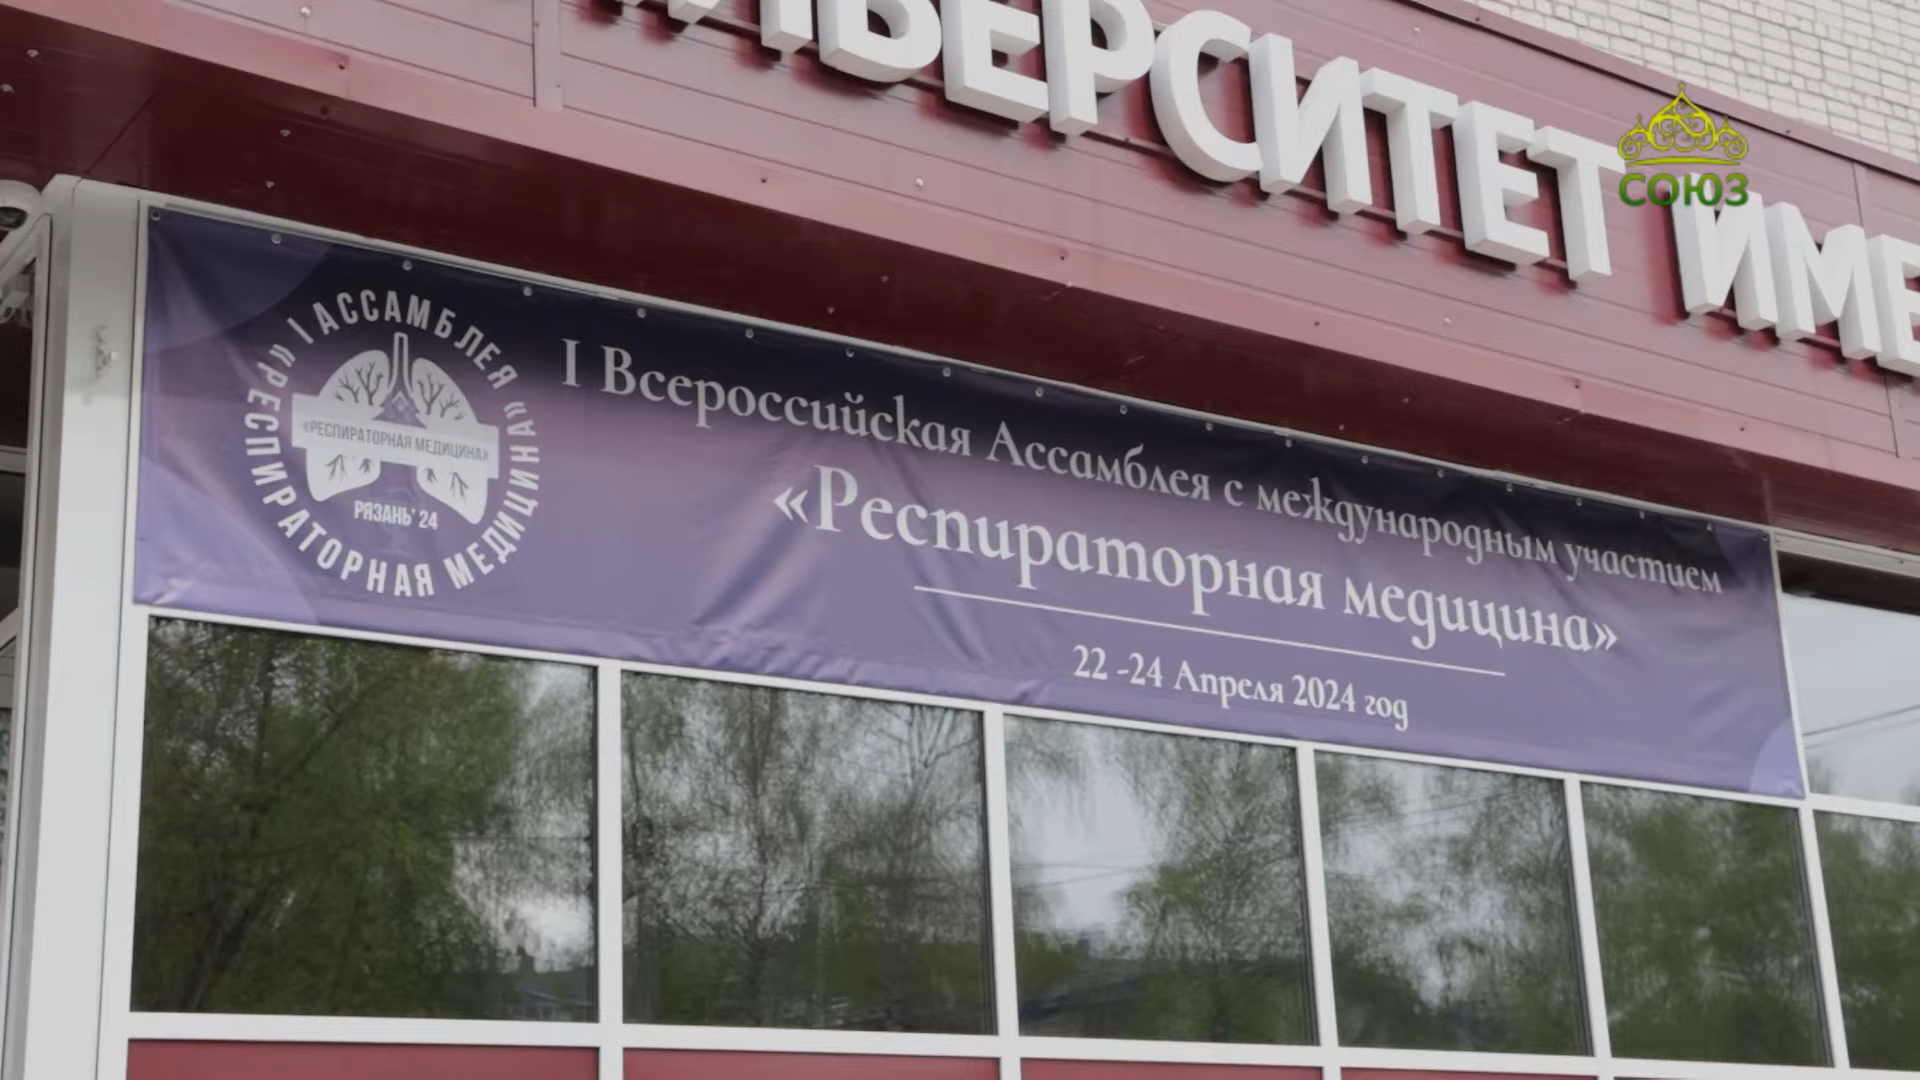 ИВЕРСИТЕТ ИМЕ
СОЮЗ
I АССАМБЛЕЯ
«РЕСПИРАТОРНАЯ МЕДИЦИНА»
«РЕСПИРАТОРНАЯ МЕДИЦИНА»
РЯЗАНЬ' 24
I Всероссийская Ассамблея с международным участием
«Респираторная медицина»
22 -24 Апреля 2024 год